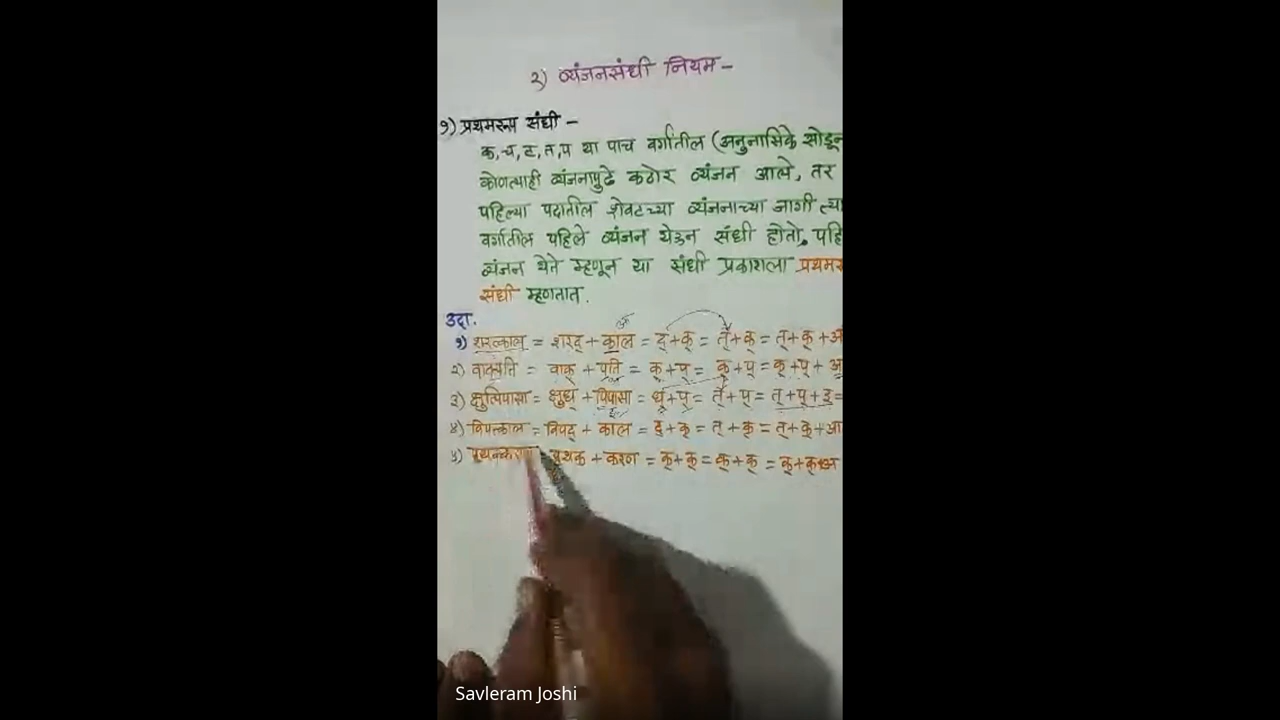 २) व्यंजनसंधी नियम -
१) प्रथमरूप संधी -
क, च, ट, त, प या पाच वर्गातील (अनुनासिके सोडून
कोणत्याही व्यंजनापुढे कठोर व्यंजन आले, तर
पहिल्या पदातील शेवटच्या व्यंजनाच्या जागी त्या
वर्गातील पहिले व्यंजन येऊन संधी होतो. पहि
व्यंजन येते म्हणून या संधी प्रकाराला प्रथमरू
संधी म्हणतात.
उदा.
१) शरत्काल = शरद् + काल = द्+क् = त्+क् = त्+क्+आ
२) वाक्पति = वाक् + पति = क्+प् = क्+प् = क्+प्+अ
३) क्षुत्पिपासा = क्षुध् + पिपासा = ध्+प् = त्+प् = त्+प्+इ =
४) विपत्काल = विपद् + काल = द्+क् = त्+क् = त्+क्+आ
५) पृथक्करण पृथक् + करण = क्+क् = क्+क् = क्+क्+अ
Savleram Joshi